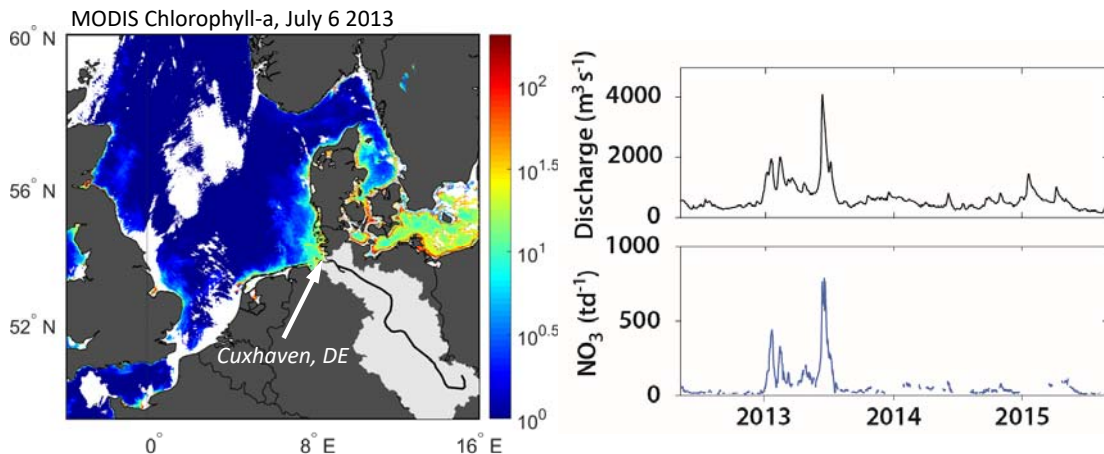 MODIS Chlorophyll-a, July 6 2013
60° N
56° N
52° N
0°
8° E
16° E
10²
10^1.5
10¹
10^0.5
10⁰
Cuxhaven, DE
Discharge (m³ s⁻¹)
4000
2000
0
NO₃ (td⁻¹)
1000
500
0
2013
2014
2015